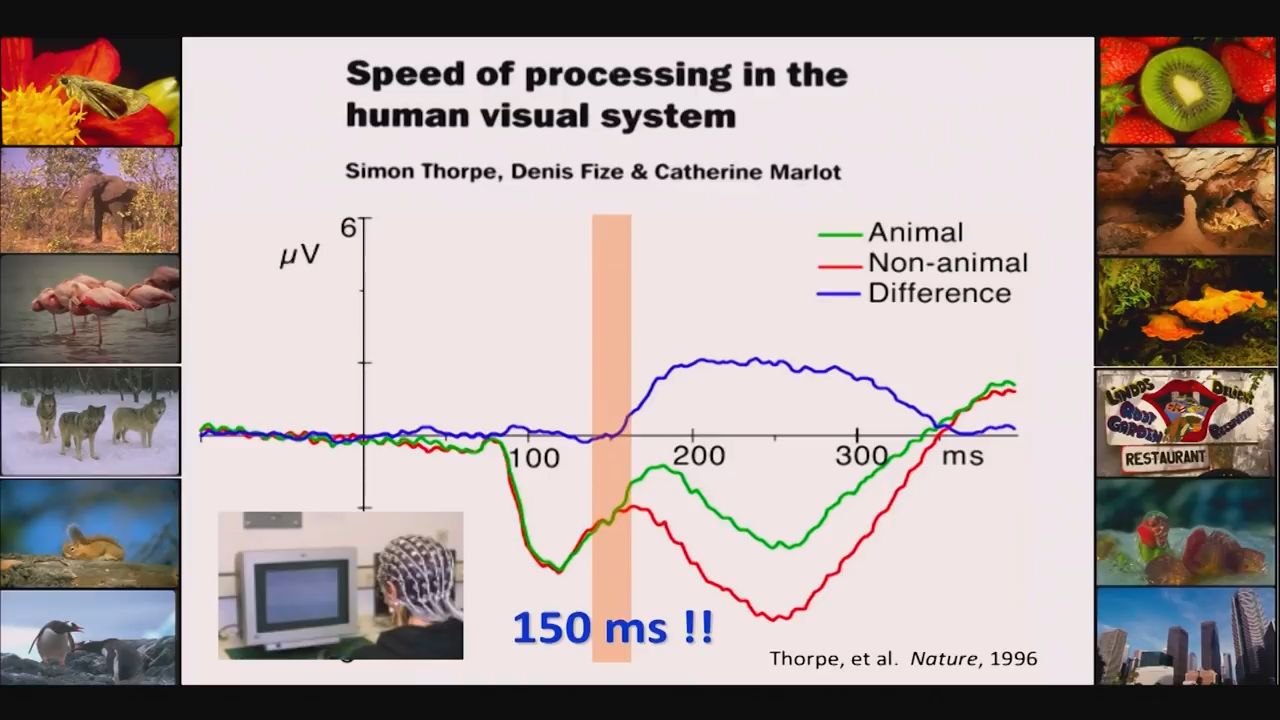 Speed of processing in the
human visual system
Simon Thorpe, Denis Fize & Catherine Marlot
6
µV
Animal
Non-animal
Difference
100
200
300
ms
150 ms !!
Thorpe, et al. Nature, 1996
RESTAURANT